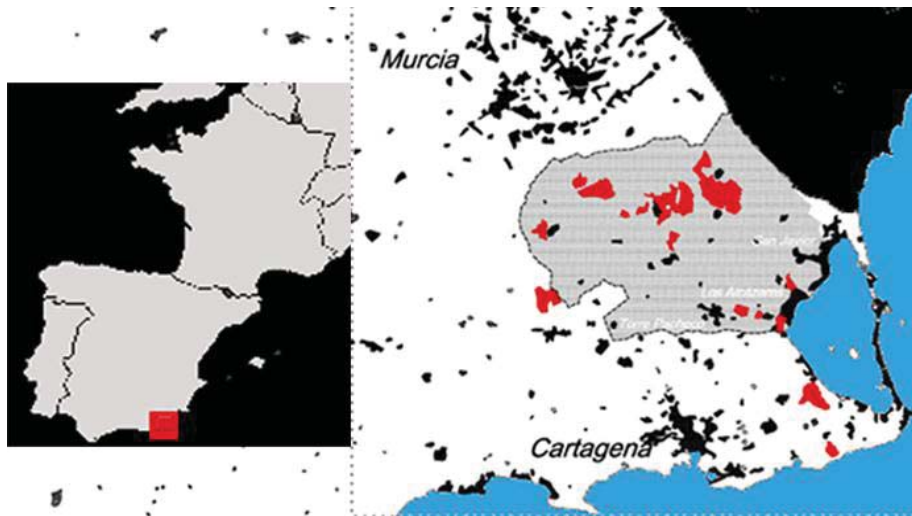 Murcia
San Javier
Los Alcázares
Torre Pacheco
Cartagena